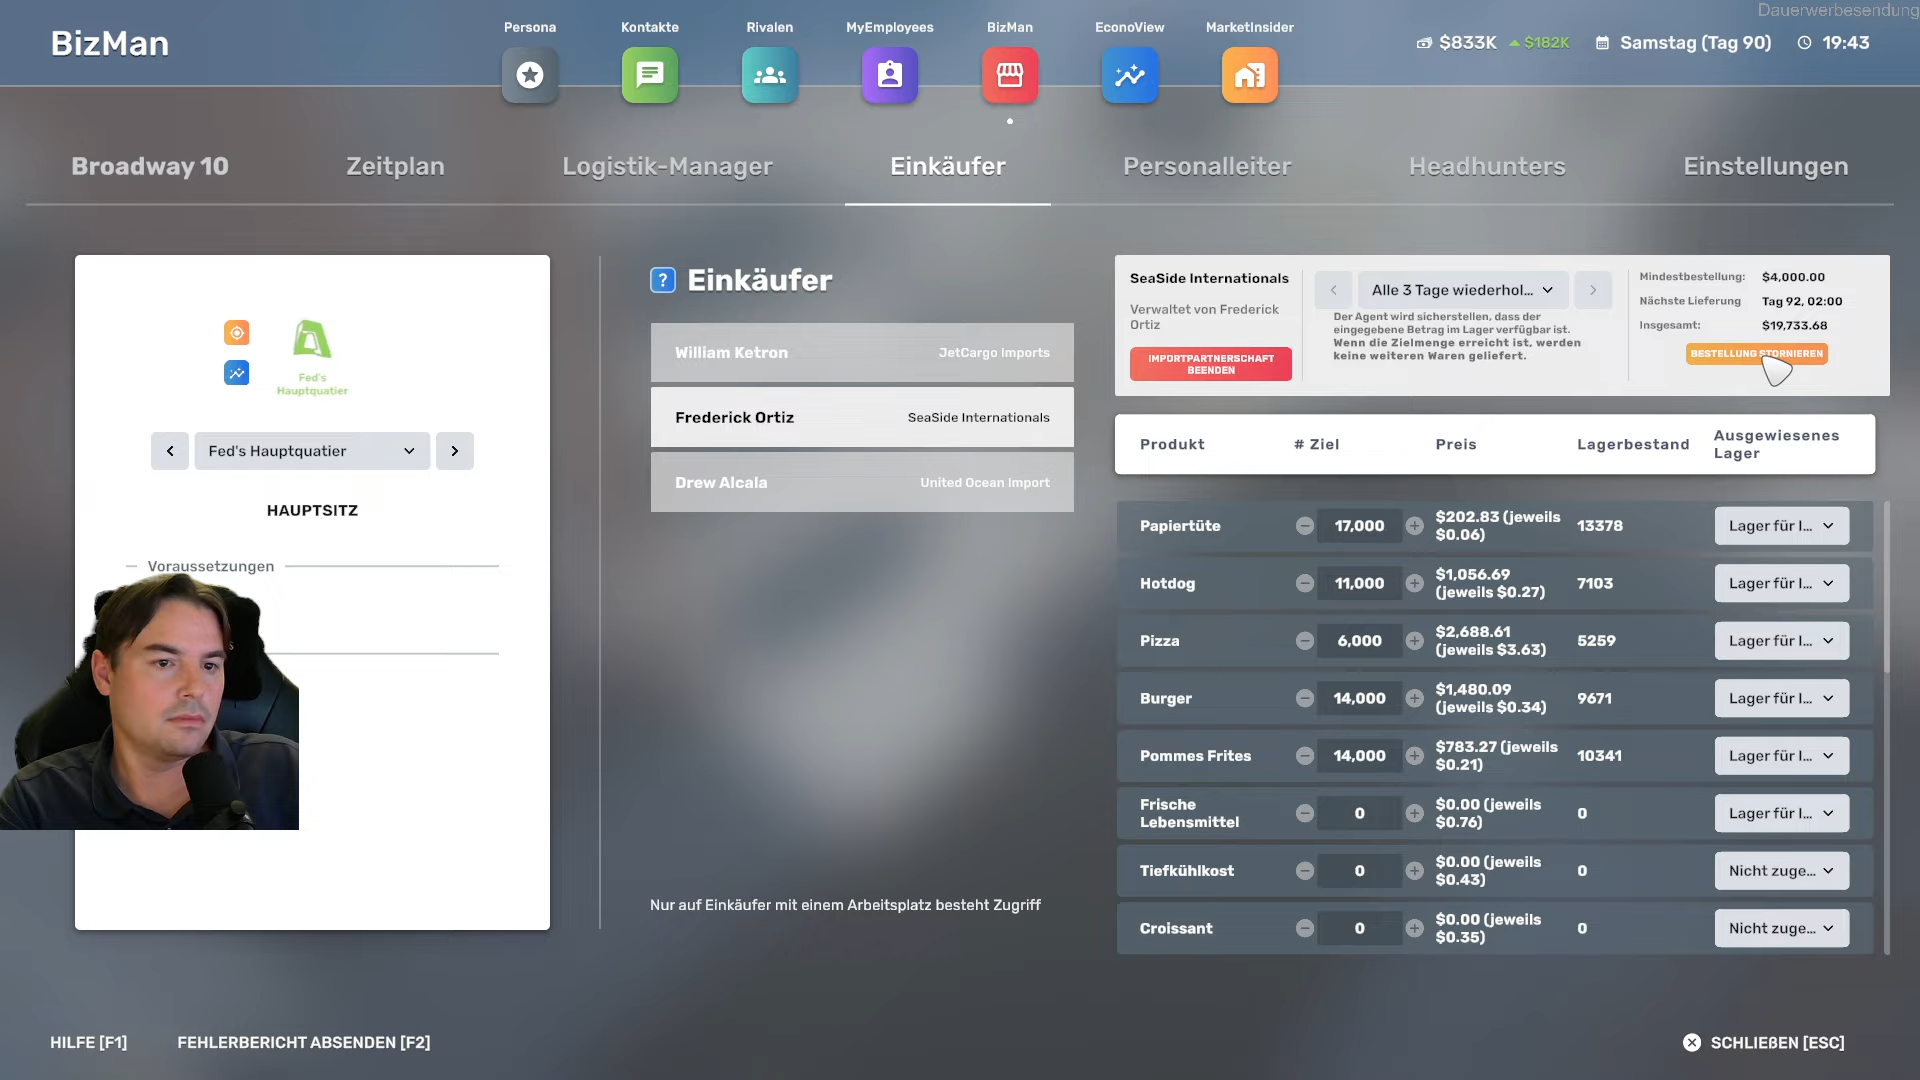 Dauerwerbesendung
BizMan
Persona
Kontakte
Rivalen
MyEmployees
BizMan
EconoView
MarketInsider
$833K
$182K
Samstag (Tag 90)
19:43
Broadway 10
Zeitplan
Logistik-Manager
Einkäufer
Personalleiter
Headhunters
Einstellungen
Fed's
Hauptquatier
Fed's Hauptquatier
HAUPTSITZ
Voraussetzungen
? Einkäufer
William Ketron
JetCargo Imports
Frederick Ortiz
SeaSide Internationals
Drew Alcala
United Ocean Import
Nur auf Einkäufer mit einem Arbeitsplatz besteht Zugriff
SeaSide Internationals
Verwaltet von Frederick
Ortiz
IMPORTPARTNERSCHAFT
BEENDEN
Alle 3 Tage wiederhol...
Der Agent wird sicherstellen, dass der
eingegebene Betrag im Lager verfügbar ist.
Wenn die Zielmenge erreicht ist, werden
keine weiteren Waren geliefert.
Mindestbestellung: $4,000.00
Nächste Lieferung Tag 92, 02:00
Insgesamt: $19,733.68
BESTELLUNG STORNIEREN
Produkt
# Ziel
Preis
Lagerbestand
Ausgewiesenes
Lager
Papiertüte
17,000
$202.83 (jeweils
$0.06)
13378
Lager für l...
Hotdog
11,000
$1,056.69
(jeweils $0.27)
7103
Lager für l...
Pizza
6,000
$2,688.61
(jeweils $3.63)
5259
Lager für l...
Burger
14,000
$1,480.09
(jeweils $0.34)
9671
Lager für l...
Pommes Frites
14,000
$783.27 (jeweils
$0.21)
10341
Lager für l...
Frische
Lebensmittel
0
$0.00 (jeweils
$0.76)
0
Lager für l...
Tiefkühlkost
0
$0.00 (jeweils
$0.43)
0
Nicht zuge...
Croissant
0
$0.00 (jeweils
$0.35)
0
Nicht zuge...
HILFE [F1]
FEHLERBERICHT ABSENDEN [F2]
SCHLIEßEN [ESC]